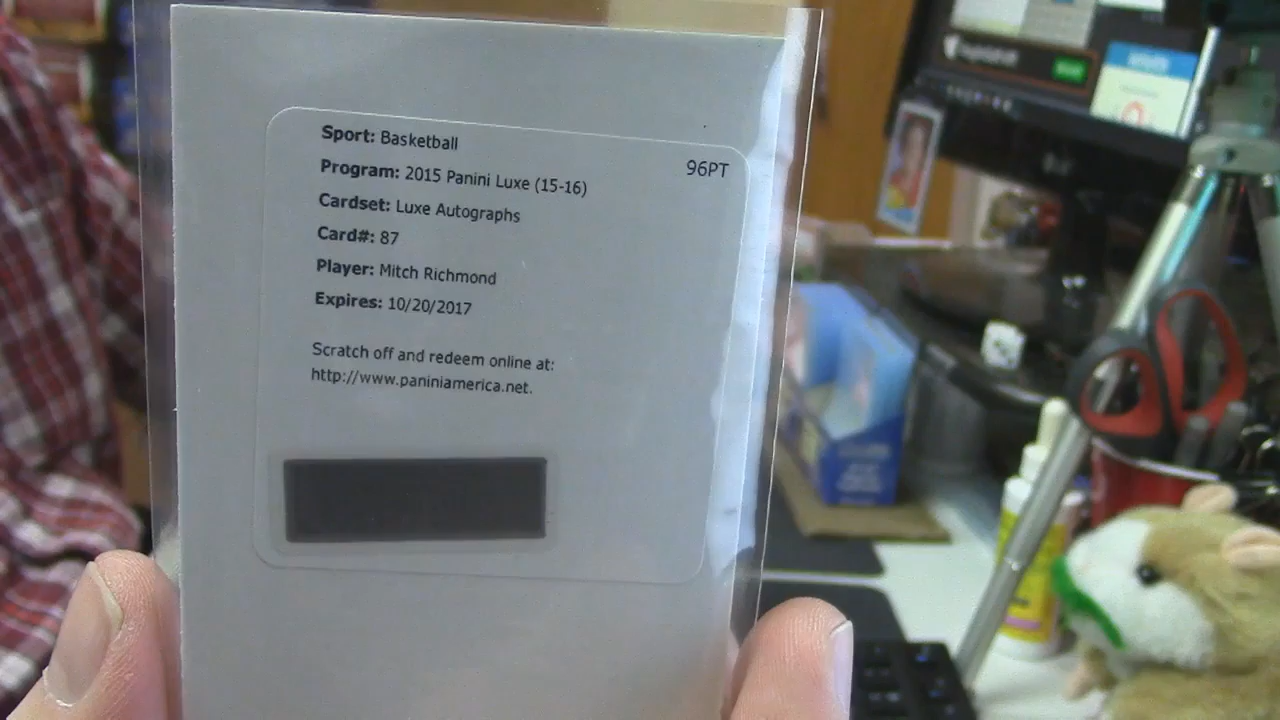 Sport: Basketball
96PT
Program: 2015 Panini Luxe (15-16)
Cardset: Luxe Autographs
Card#: 87
Player: Mitch Richmond
Expires: 10/20/2017
Scratch off and redeem online at:
http://www.paniniamerica.net.